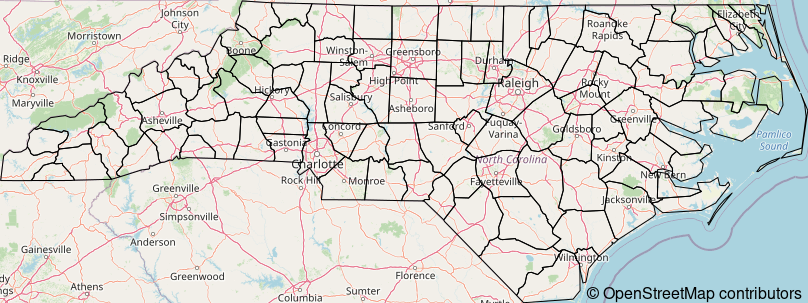 Johnson
City
Morristown
Ridge
Knoxville
Maryville
Boone
Winston-
Salem
Greensboro
High Point
Durham
Raleigh
Roanoke
Rapids
Elizabeth
City
Hickory
Salisbury
Asheboro
Rocky
Mount
Asheville
Concord
Sanford
Fuquay-
Varina
Goldsboro
Greenville
Pamlico
Sound
Gastonia
Charlotte
North Carolina
Kinston
New Bern
Rock Hill
Monroe
Fayetteville
Jacksonville
Greenville
Simpsonville
Anderson
Wilmington
Gainesville
Greenwood
Florence
Athens
Columbia
Sumter
Myrtle
© OpenStreetMap contributors